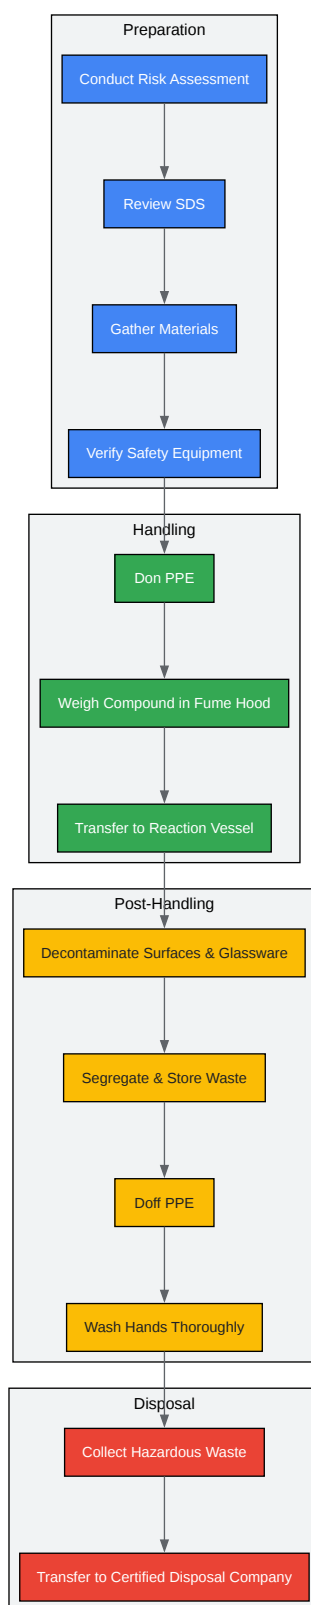 Preparation
Conduct Risk Assessment
Review SDS
Gather Materials
Verify Safety Equipment
Handling
Don PPE
Weigh Compound in Fume Hood
Transfer to Reaction Vessel
Post-Handling
Decontaminate Surfaces & Glassware
Segregate & Store Waste
Doff PPE
Wash Hands Thoroughly
Disposal
Collect Hazardous Waste
Transfer to Certified Disposal Company